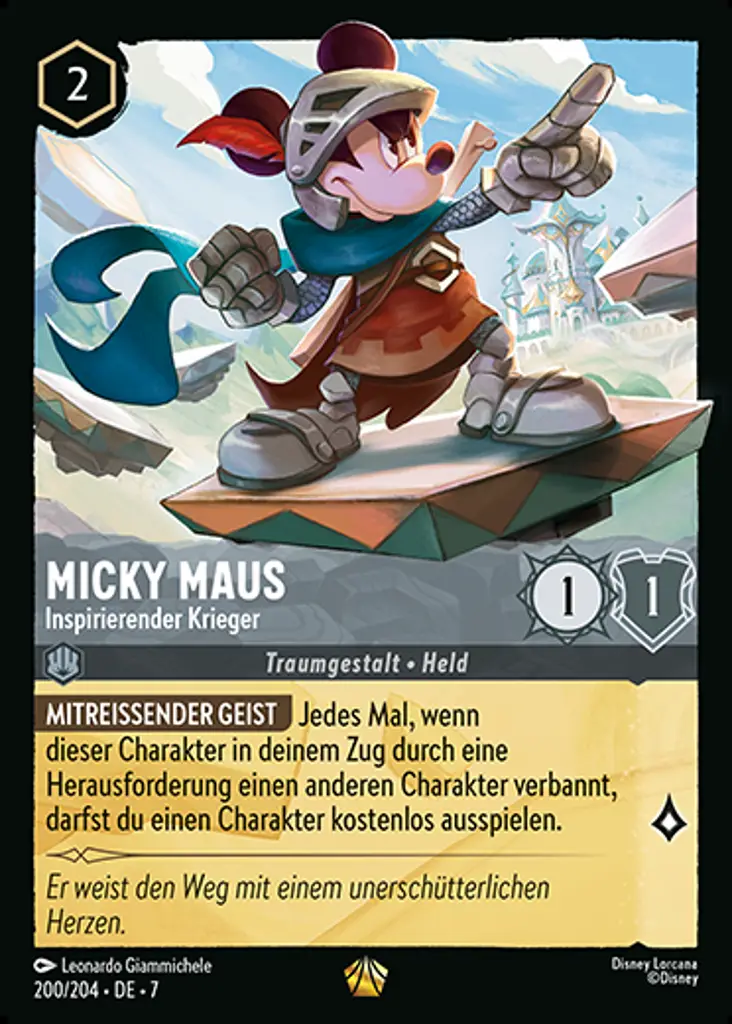 2
MICKY MAUS
Inspirierender Krieger
1
1
Traumgestalt • Held
MITREISSENDER GEIST Jedes Mal, wenn
dieser Charakter in deinem Zug durch eine
Herausforderung einen anderen Charakter verbannt,
darfst du einen Charakter kostenlos ausspielen.
Er weist den Weg mit einem unerschütterlichen
Herzen.
Leonardo Giammichele
200/204 • DE • 7
Disney Lorcana
©Disney